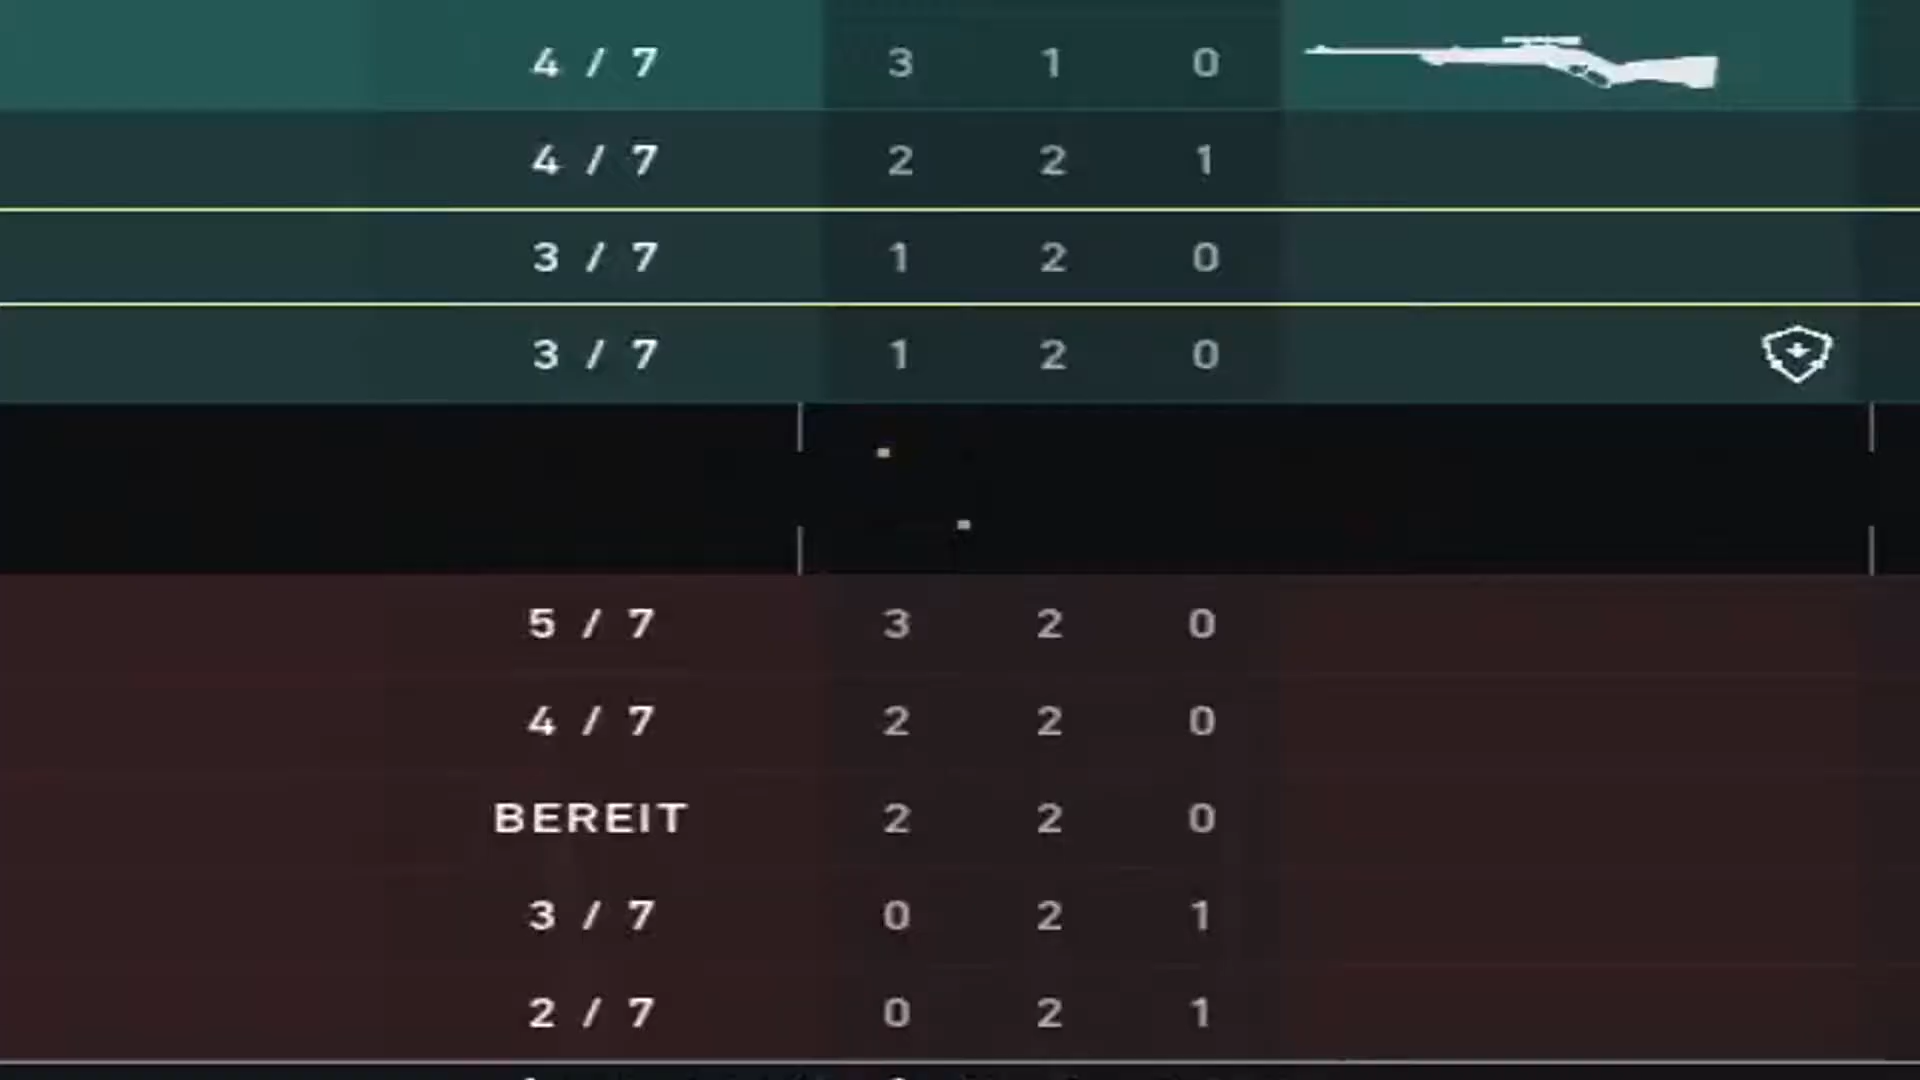 4 / 7 3 1 0
4 / 7 2 2 1
3 / 7 1 2 0
3 / 7 1 2 0
5 / 7 3 2 0
4 / 7 2 2 0
BEREIT 2 2 0
3 / 7 0 2 1
2 / 7 0 2 1